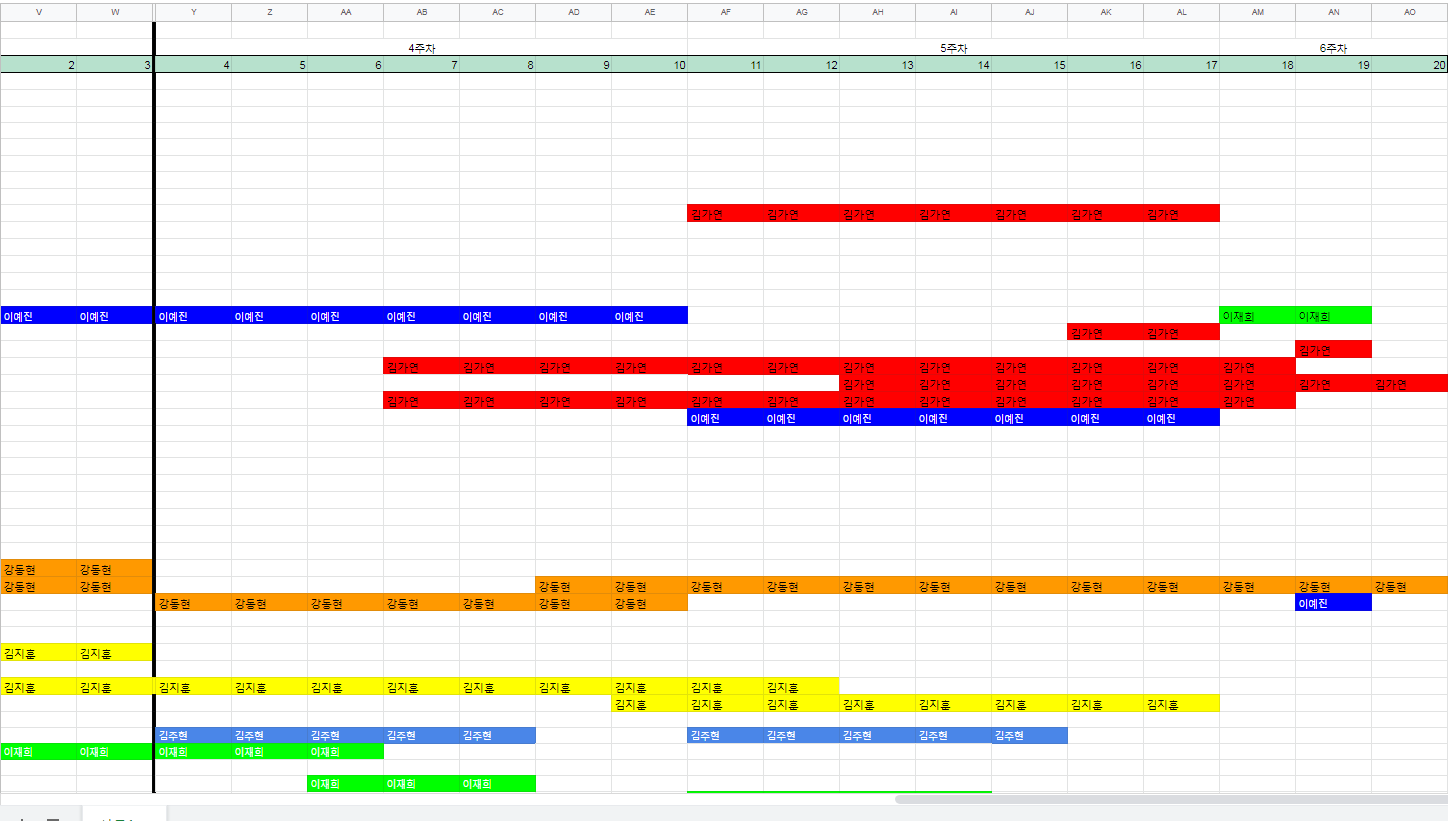 V W Y Z AA AB AC AD AE AF AG AH AI AJ AK AL AM AN AO
4주차 5주차 6주차
2 3 4 5 6 7 8 9 10 11 12 13 14 15 16 17 18 19 20
김가연 김가연 김가연 김가연 김가연 김가연 김가연
이예진 이예진 이예진 이예진 이예진 이예진 이예진 이예진 이예진 이재희 이재희
김가연 김가연
김가연
김가연 김가연 김가연 김가연 김가연 김가연 김가연 김가연 김가연 김가연 김가연 김가연
김가연 김가연 김가연 김가연 김가연 김가연 김가연 김가연
김가연 김가연 김가연 김가연 김가연 김가연 김가연 김가연 김가연 김가연 김가연 김가연
이예진 이예진 이예진 이예진 이예진 이예진 이예진
강동현 강동현
강동현 강동현 강동현 강동현 강동현 강동현 강동현 강동현 강동현 강동현 강동현 강동현 강동현 강동현
강동현 강동현 강동현 강동현 강동현 강동현 강동현 이예진
김지훈 김지훈
김지훈 김지훈 김지훈 김지훈 김지훈 김지훈 김지훈 김지훈 김지훈 김지훈 김지훈
김지훈 김지훈 김지훈 김지훈 김지훈 김지훈 김지훈 김지훈
김주현 김주현 김주현 김주현 김주현 김주현 김주현 김주현 김주현 김주현
이재희 이재희 이재희 이재희 이재희
이재희 이재희 이재희